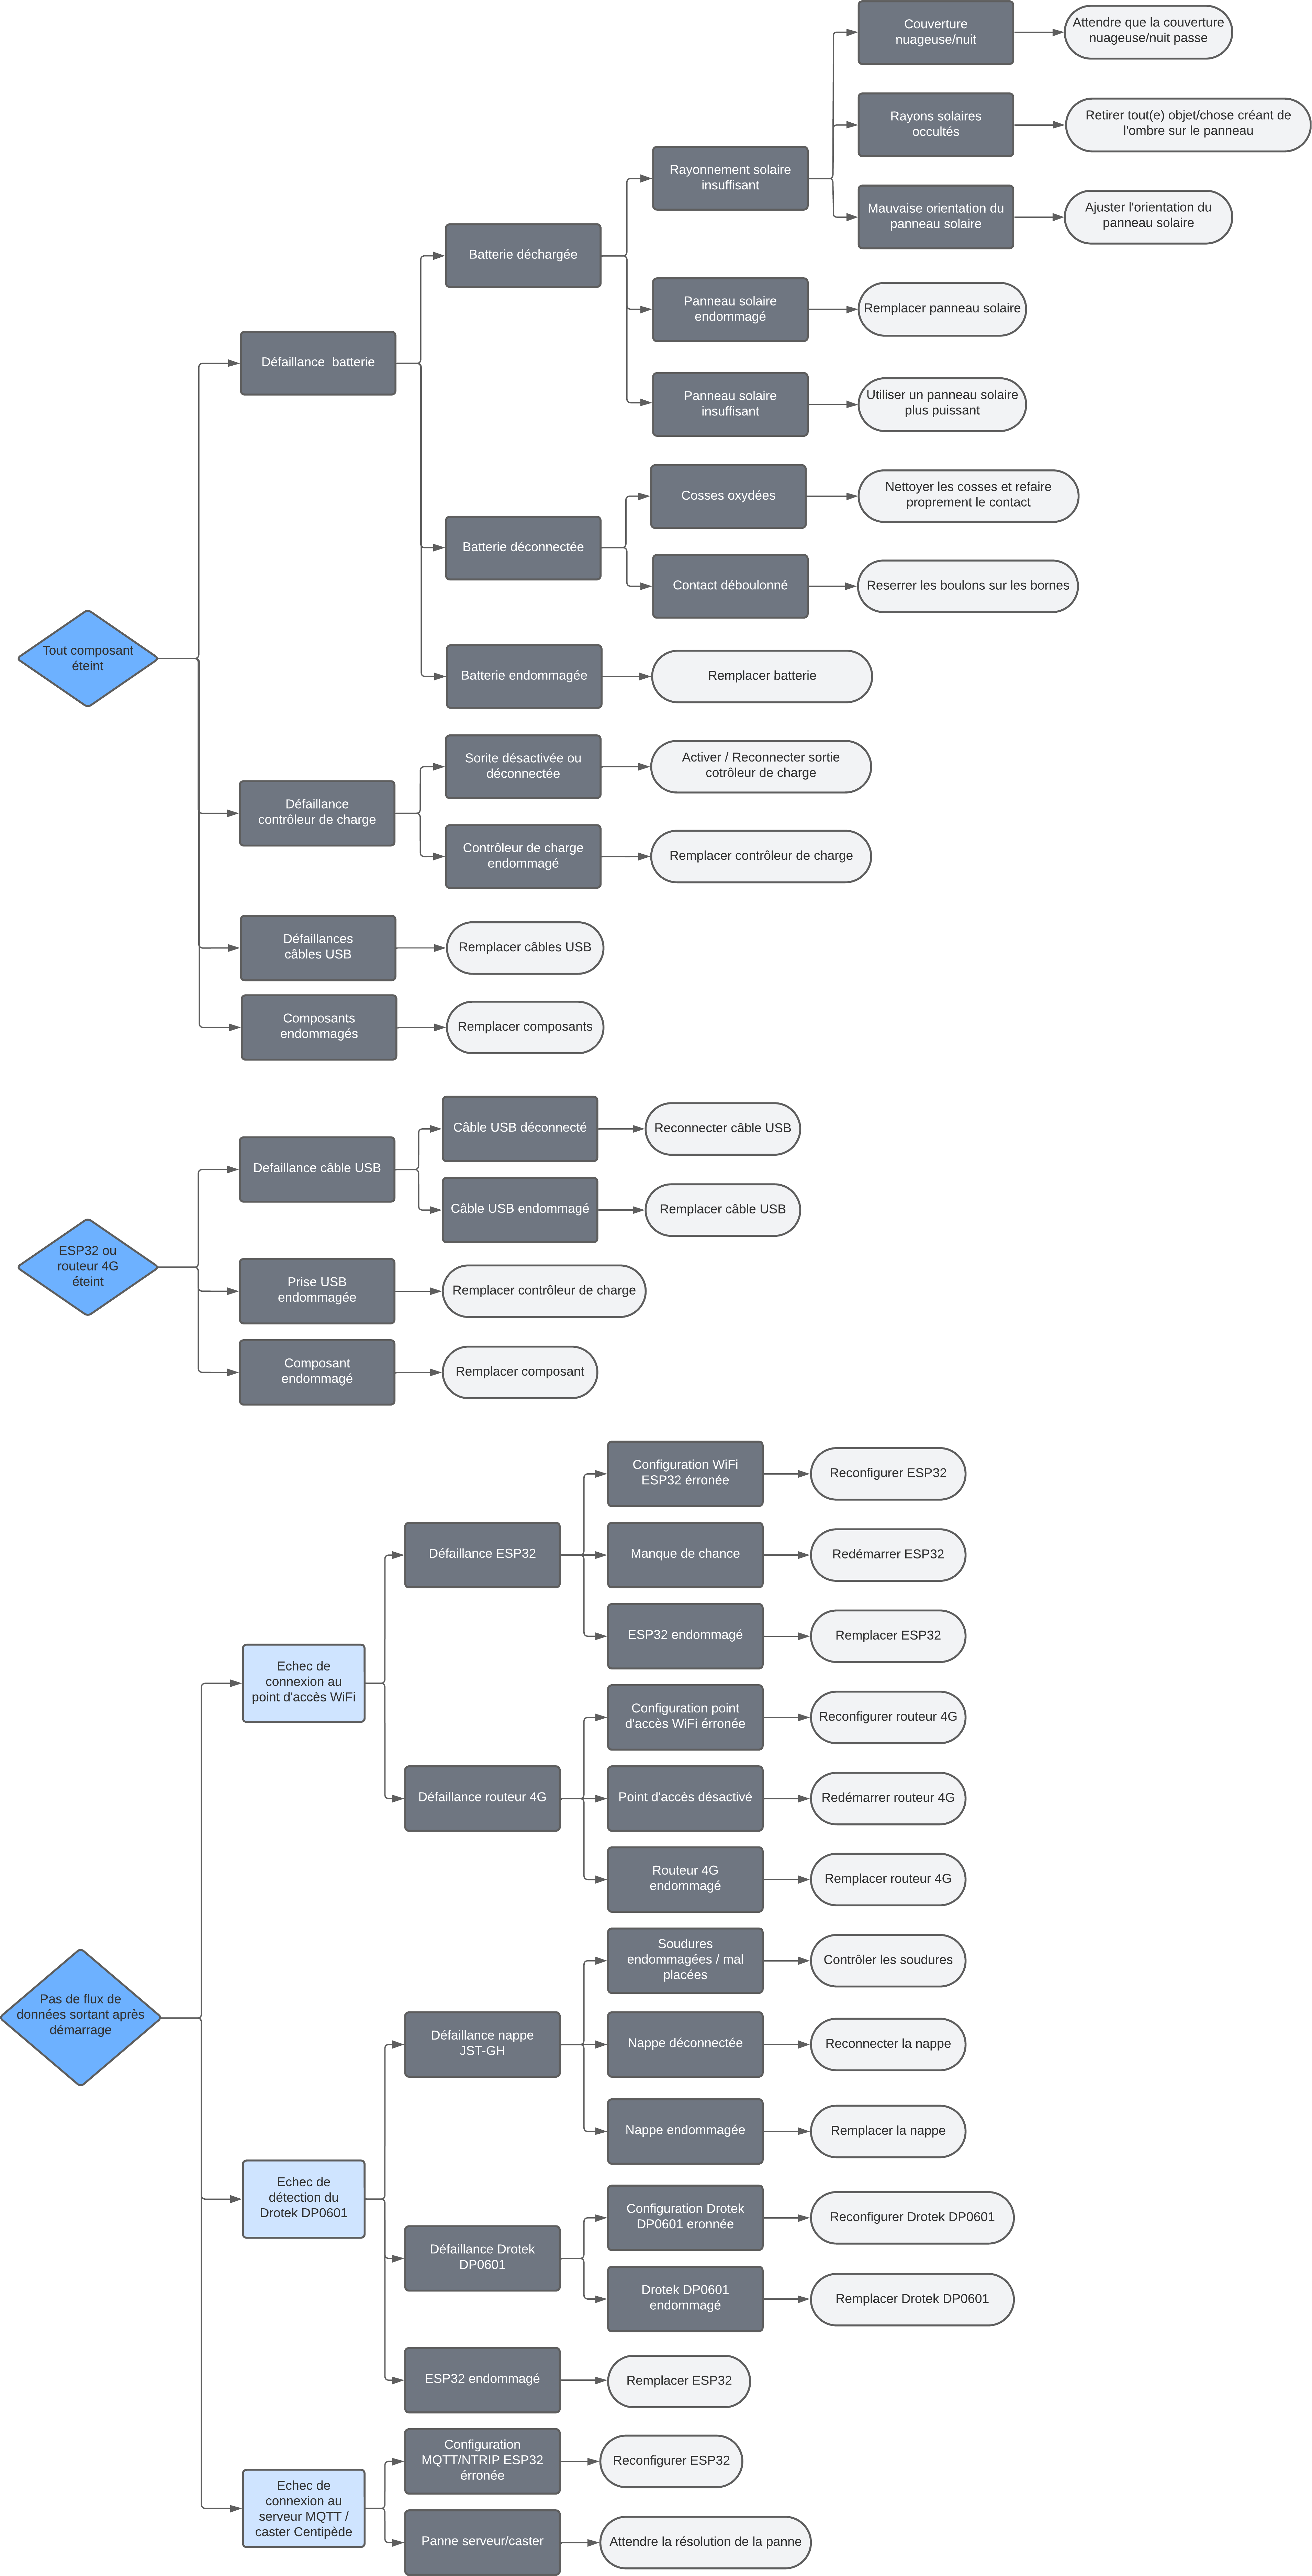 Tout composant
éteint
Défaillance  batterie
Batterie déchargée
Rayonnement solaire
insuffisant
Couverture
nuageuse/nuit
Attendre que la couverture
nuageuse/nuit passe
Rayons solaires
occultés
Retirer tout(e) objet/chose créant de
l'ombre sur le panneau
Mauvaise orientation du
panneau solaire
Ajuster l'orientation du
panneau solaire
Panneau solaire
endommagé
Remplacer panneau solaire
Panneau solaire
insuffisant
Utiliser un panneau solaire
plus puissant
Batterie déconnectée
Cosses oxydées
Nettoyer les cosses et refaire
proprement le contact
Contact déboulonné
Reserrer les boulons sur les bornes
Batterie endommagée
Remplacer batterie
Défaillance
contrôleur de charge
Sorite désactivée ou
déconnectée
Activer / Reconnecter sortie
cotrôleur de charge
Contrôleur de charge
endommagé
Remplacer contrôleur de charge
Défaillances
câbles USB
Remplacer câbles USB
Composants
endommagés
Remplacer composants
ESP32 ou
routeur 4G
éteint
Defaillance câble USB
Câble USB déconnecté
Reconnecter câble USB
Câble USB endommagé
Remplacer câble USB
Prise USB
endommagée
Remplacer contrôleur de charge
Composant
endommagé
Remplacer composant
Pas de flux de
données sortant après
démarrage
Echec de
connexion au
point d'accès WiFi
Défaillance ESP32
Configuration WiFi
ESP32 érronée
Reconfigurer ESP32
Manque de chance
Redémarrer ESP32
ESP32 endommagé
Remplacer ESP32
Défaillance routeur 4G
Configuration point
d'accès WiFi érronée
Reconfigurer routeur 4G
Point d'accès désactivé
Redémarrer routeur 4G
Routeur 4G
endommagé
Remplacer routeur 4G
Echec de
détection du
Drotek DP0601
Défaillance nappe
JST-GH
Soudures
endommagées / mal
placées
Contrôler les soudures
Nappe déconnectée
Reconnecter la nappe
Nappe endommagée
Remplacer la nappe
Défaillance Drotek
DP0601
Configuration Drotek
DP0601 eronnée
Reconfigurer Drotek DP0601
Drotek DP0601
endommagé
Remplacer Drotek DP0601
ESP32 endommagé
Remplacer ESP32
Echec de
connexion au
serveur MQTT /
caster Centipède
Configuration
MQTT/NTRIP ESP32
érronée
Reconfigurer ESP32
Panne serveur/caster
Attendre la résolution de la panne